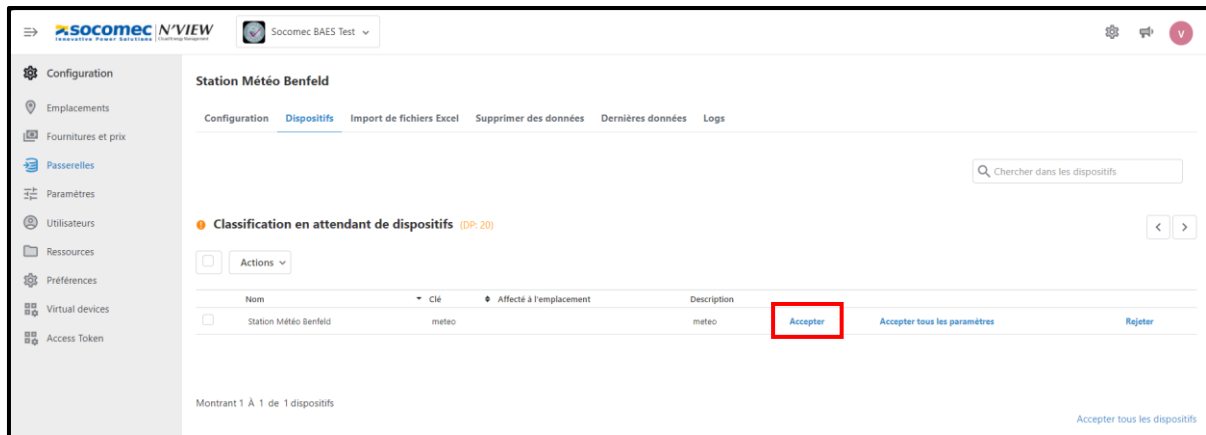 socomec N'VIEW Socomec BAES Test V
Innovative Power Solutions Cloud Energy Management
Configuration
Emplacements
Fournitures et prix
Passerelles
Paramètres
Utilisateurs
Ressources
Préférences
Virtual devices
Access Token
Station Météo Benfeld
Configuration Dispositifs Import de fichiers Excel Supprimer des données Dernières données Logs
Chercher dans les dispositifs
Classification en attendant de dispositifs (DP: 20)
Actions
Nom Clé Affecté à l'emplacement Description
Station Météo Benfeld meteo meteo Accepter Accepter tous les paramètres Rejeter
Montrant 1 À 1 de 1 dispositifs
Accepter tous les dispositifs